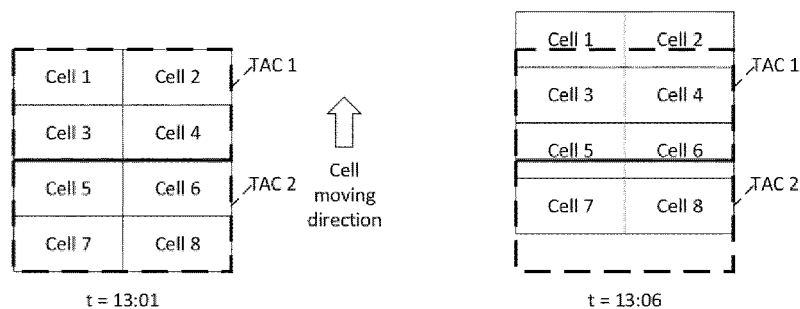 Cell 1 Cell 2 TAC 1
Cell 3 Cell 4
Cell 5 Cell 6 TAC 2
Cell 7 Cell 8
t = 13:01
Cell
moving
direction
Cell 1 Cell 2 TAC 1
Cell 3 Cell 4
Cell 5 Cell 6
TAC 2
Cell 7 Cell 8
t = 13:06